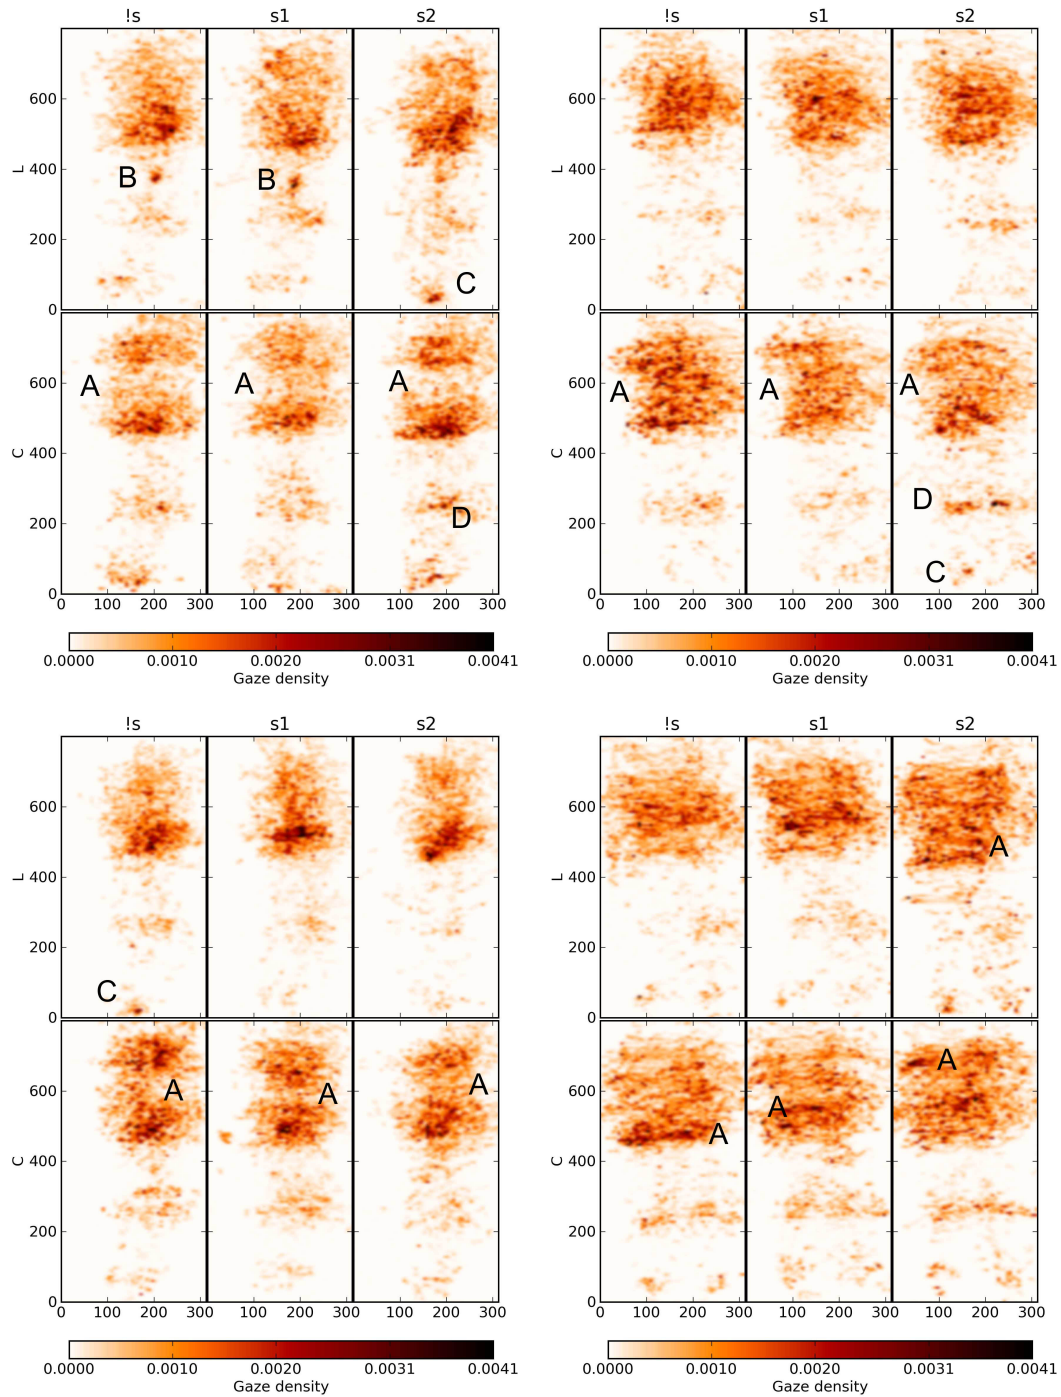 !s s1 s2 !s s1 s2
600 600
L 400 L 400
B B
200 200
C
0 0
A A A A A A
600 600
C 400 C 400
D D
200 200
C
0 0
0 100 200 300 100 200 300 100 200 300 0 100 200 300 100 200 300 100 200 300
0.0000 0.0010 0.0020 0.0031 0.0041 0.0000 0.0010 0.0020 0.0031 0.0041
Gaze density Gaze density
!s s1 s2 !s s1 s2
600 600
A
L 400 L 400
200 200
C
0 0
A A A A A A
600 600
C 400 C 400
200 200
0 0
0 100 200 300 100 200 300 100 200 300 0 100 200 300 100 200 300 100 200 300
0.0000 0.0010 0.0020 0.0031 0.0041 0.0000 0.0010 0.0020 0.0031 0.0041
Gaze density Gaze density